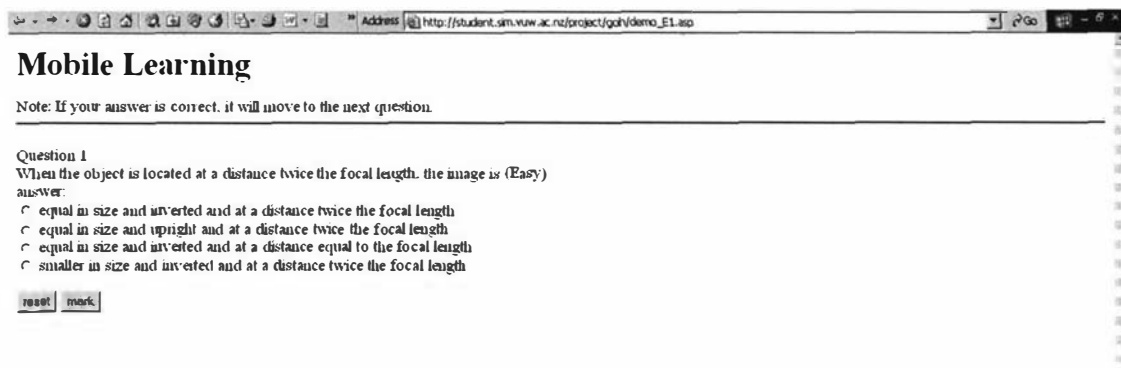 " Address http://student.sim.vuw.ac.nz/project/goh/demo_E1.asp Go
Mobile Learning
Note: If your answer is correct, it will move to the next question.
Question 1
When the object is located at a distance twice the focal length, the image is (Easy)
answer:
equal in size and inverted and at a distance twice the focal length
equal in size and upright and at a distance twice the focal length
equal in size and inverted and at a distance equal to the focal length
smaller in size and inverted and at a distance twice the focal length
reset mark